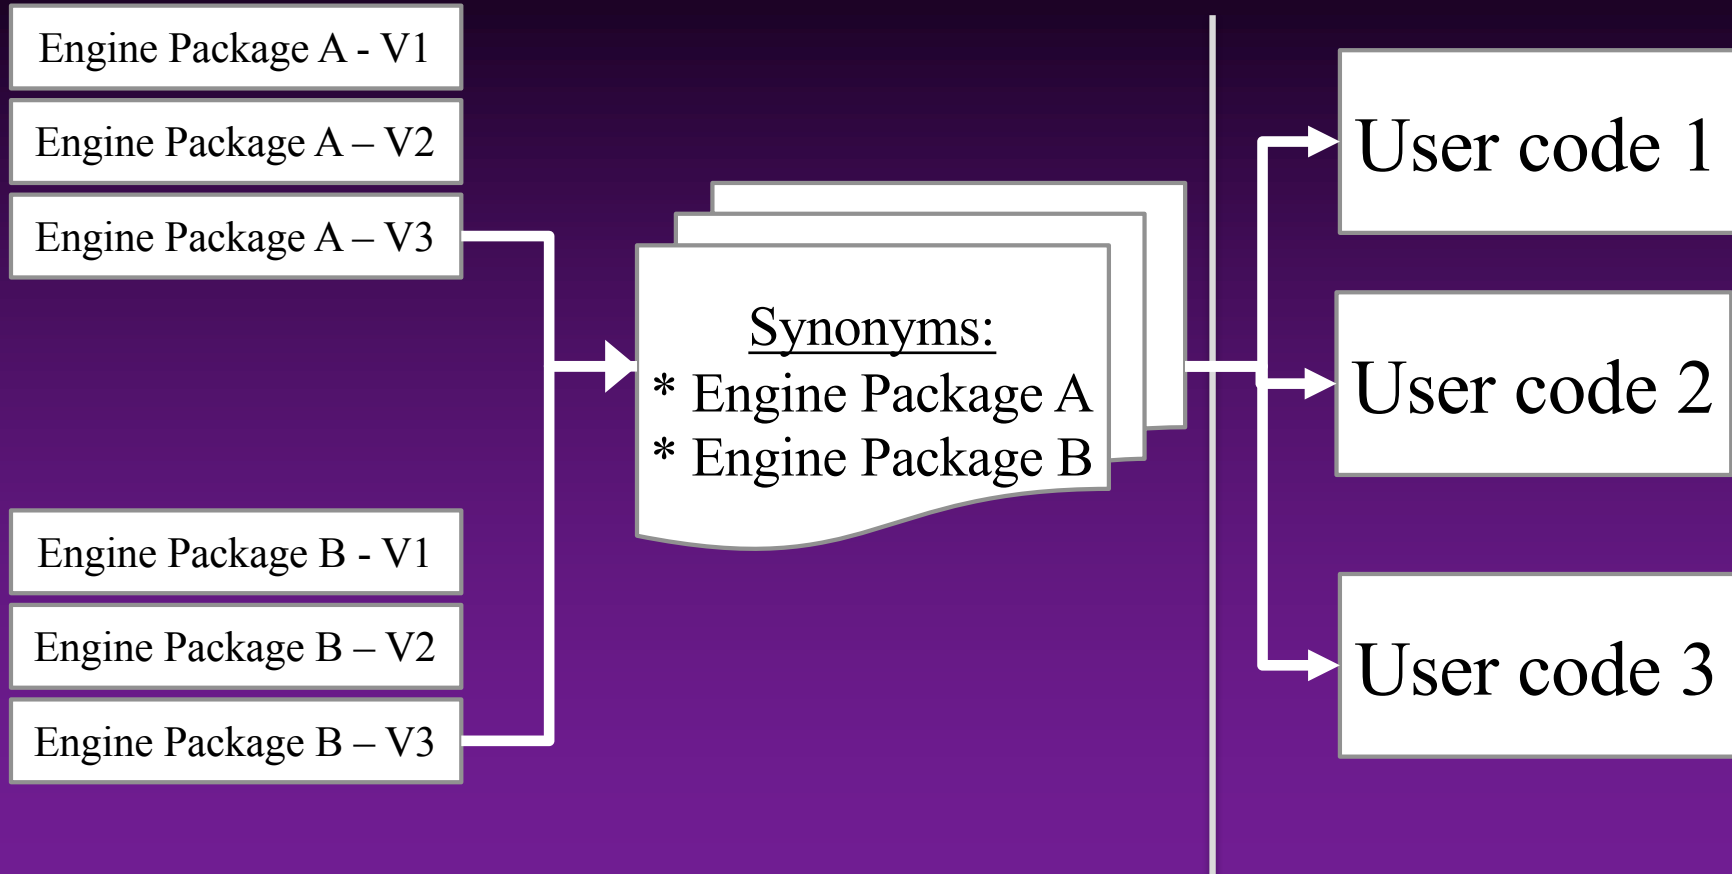 Engine Package A - V1
Engine Package A – V2
Engine Package A – V3
Engine Package B - V1
Engine Package B – V2
Engine Package B – V3
Synonyms:
* Engine Package A
* Engine Package B
User code 1
User code 2
User code 3